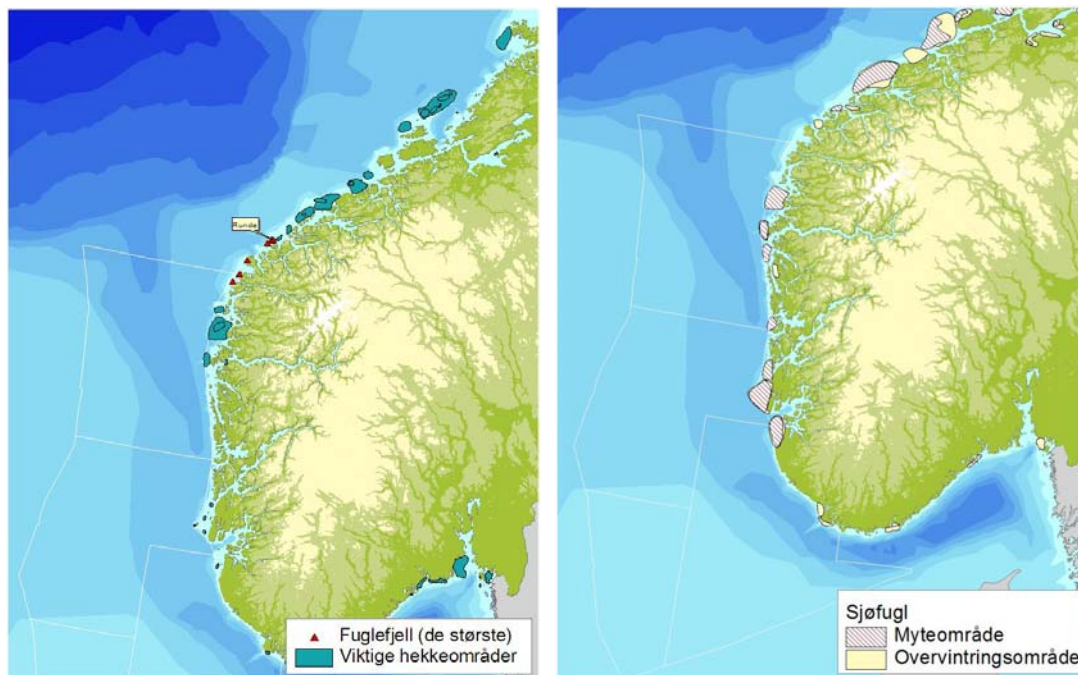 Runde
Fuglefjell (de største)
Viktige hekkeområder
Sjøfugl
Myteområde
Overvintringsområde